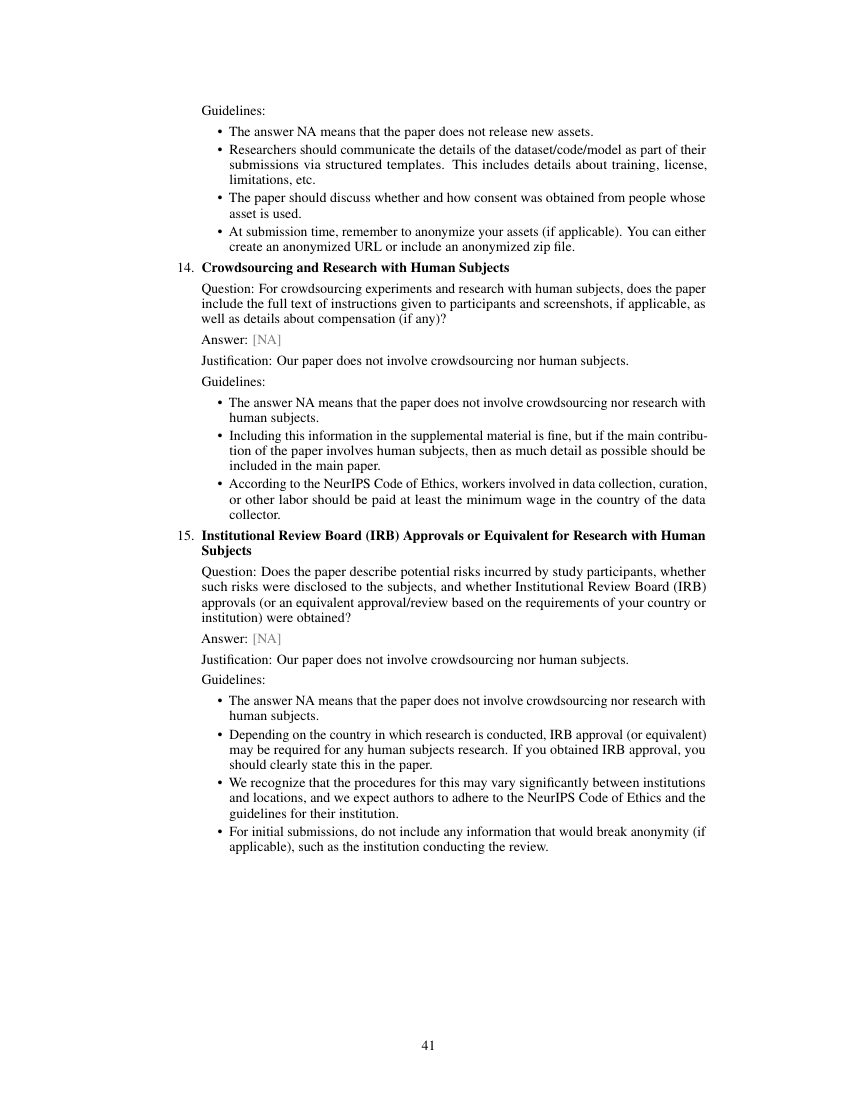 Guidelines:
• The answer NA means that the paper does not release new assets.
• Researchers should communicate the details of the dataset/code/model as part of their
submissions via structured templates. This includes details about training, license,
limitations, etc.
• The paper should discuss whether and how consent was obtained from people whose
asset is used.
• At submission time, remember to anonymize your assets (if applicable). You can either
create an anonymized URL or include an anonymized zip file.
14. Crowdsourcing and Research with Human Subjects
Question: For crowdsourcing experiments and research with human subjects, does the paper
include the full text of instructions given to participants and screenshots, if applicable, as
well as details about compensation (if any)?
Answer: [NA]
Justification: Our paper does not involve crowdsourcing nor human subjects.
Guidelines:
• The answer NA means that the paper does not involve crowdsourcing nor research with
human subjects.
• Including this information in the supplemental material is fine, but if the main contribu-
tion of the paper involves human subjects, then as much detail as possible should be
included in the main paper.
• According to the NeurIPS Code of Ethics, workers involved in data collection, curation,
or other labor should be paid at least the minimum wage in the country of the data
collector.
15. Institutional Review Board (IRB) Approvals or Equivalent for Research with Human
Subjects
Question: Does the paper describe potential risks incurred by study participants, whether
such risks were disclosed to the subjects, and whether Institutional Review Board (IRB)
approvals (or an equivalent approval/review based on the requirements of your country or
institution) were obtained?
Answer: [NA]
Justification: Our paper does not involve crowdsourcing nor human subjects.
Guidelines:
• The answer NA means that the paper does not involve crowdsourcing nor research with
human subjects.
• Depending on the country in which research is conducted, IRB approval (or equivalent)
may be required for any human subjects research. If you obtained IRB approval, you
should clearly state this in the paper.
• We recognize that the procedures for this may vary significantly between institutions
and locations, and we expect authors to adhere to the NeurIPS Code of Ethics and the
guidelines for their institution.
• For initial submissions, do not include any information that would break anonymity (if
applicable), such as the institution conducting the review.
41